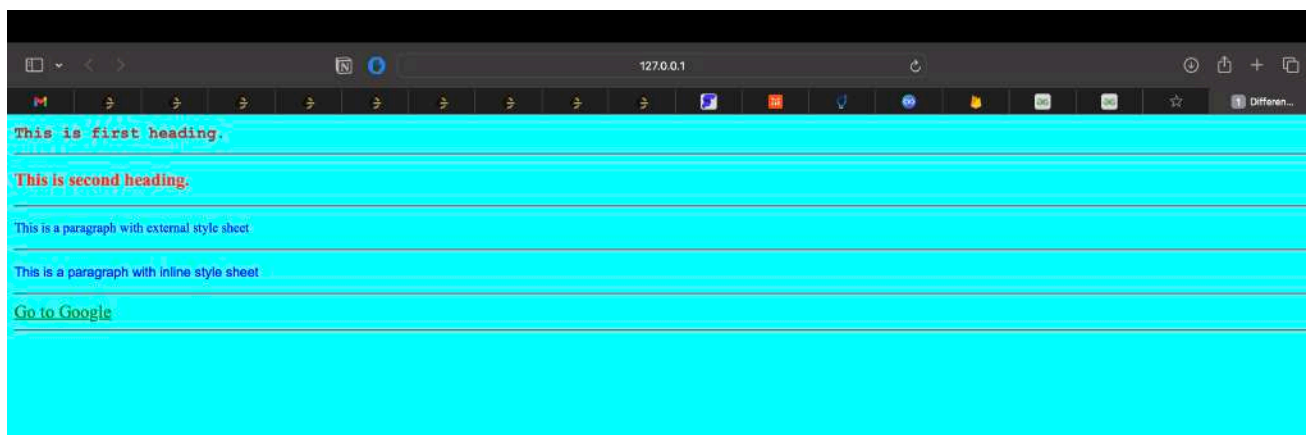 127.0.0.1
1 Differen...
This is first heading.
This is second heading.
This is a paragraph with external style sheet
This is a paragraph with inline style sheet
Go to Google